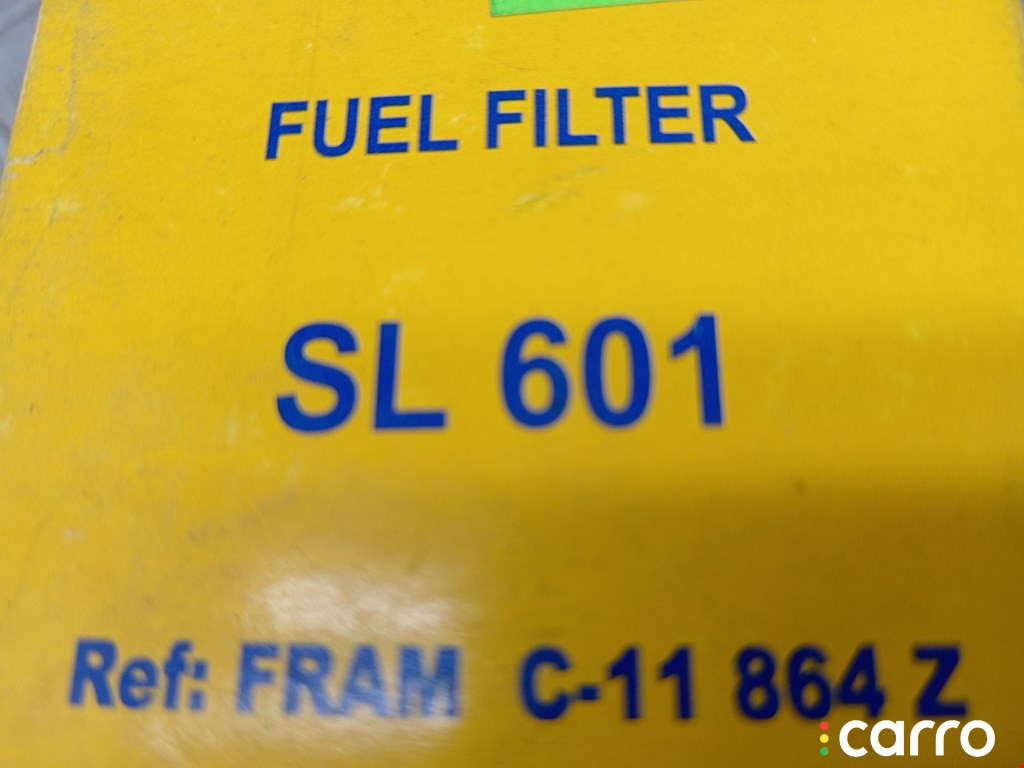 FUEL FILTER
SL 601
Ref: FRAM C-11 864 Z
carro